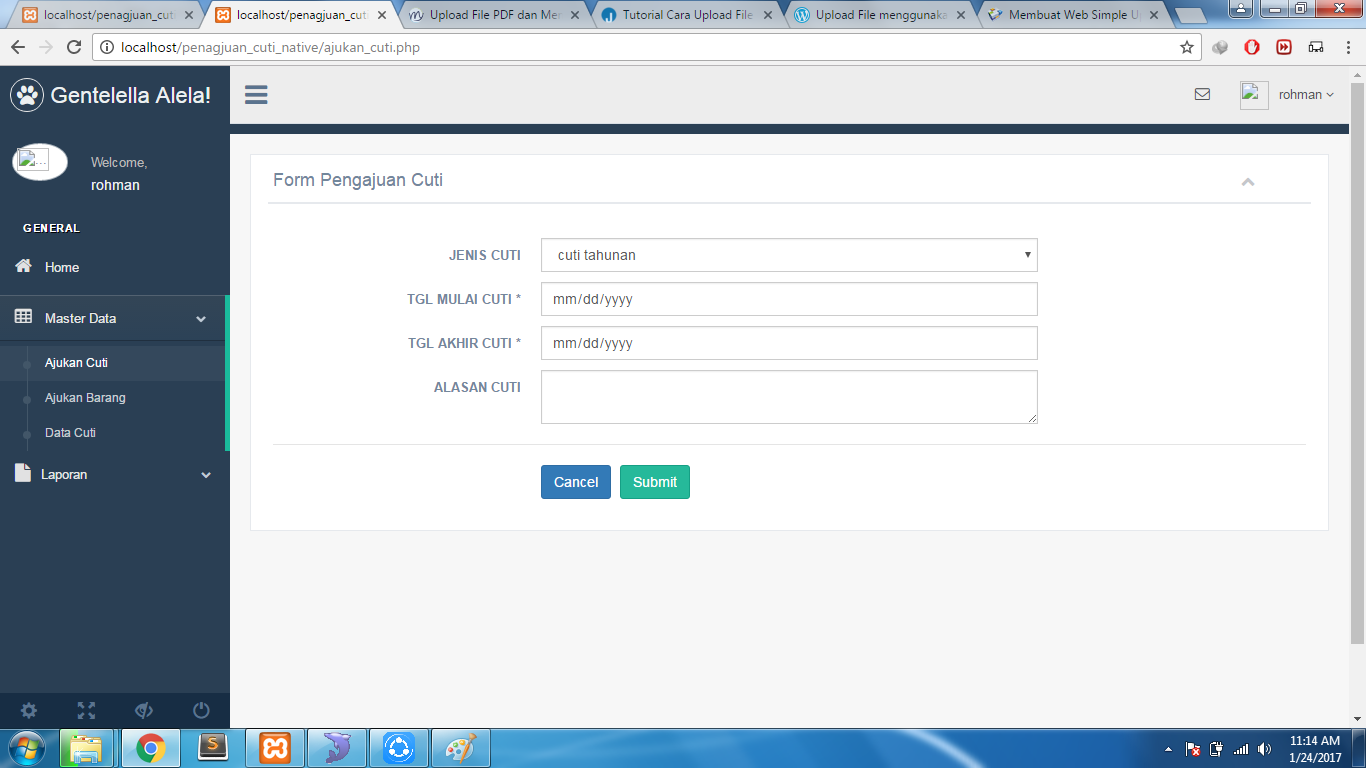 localhost/penagjuan_cuti
localhost/penagjuan_cuti
Upload File PDF dan Men
Tutorial Cara Upload File
Upload File menggunaka
Membuat Web Simple U
localhost/penagjuan_cuti_native/ajukan_cuti.php
Gentelella Alela!
rohman
Welcome,
rohman
GENERAL
Home
Master Data
Ajukan Cuti
Ajukan Barang
Data Cuti
Laporan
Form Pengajuan Cuti
JENIS CUTI
cuti tahunan
TGL MULAI CUTI *
mm/dd/yyyy
TGL AKHIR CUTI *
mm/dd/yyyy
ALASAN CUTI
Cancel
Submit
11:14 AM
1/24/2017